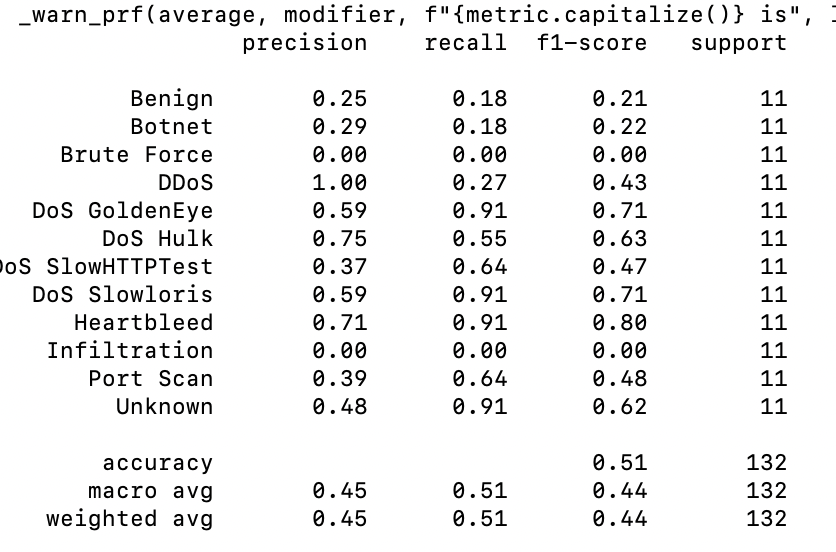 _warn_prf(average, modifier, f"{metric.capitalize()} is",
precision recall f1-score support
Benign 0.25 0.18 0.21 11
Botnet 0.29 0.18 0.22 11
Brute Force 0.00 0.00 0.00 11
DDoS 1.00 0.27 0.43 11
DoS GoldenEye 0.59 0.91 0.71 11
DoS Hulk 0.75 0.55 0.63 11
DoS SlowHTTPTest 0.37 0.64 0.47 11
DoS Slowloris 0.59 0.91 0.71 11
Heartbleed 0.71 0.91 0.80 11
Infiltration 0.00 0.00 0.00 11
Port Scan 0.39 0.64 0.48 11
Unknown 0.48 0.91 0.62 11
accuracy 0.51 132
macro avg 0.45 0.51 0.44 132
weighted avg 0.45 0.51 0.44 132